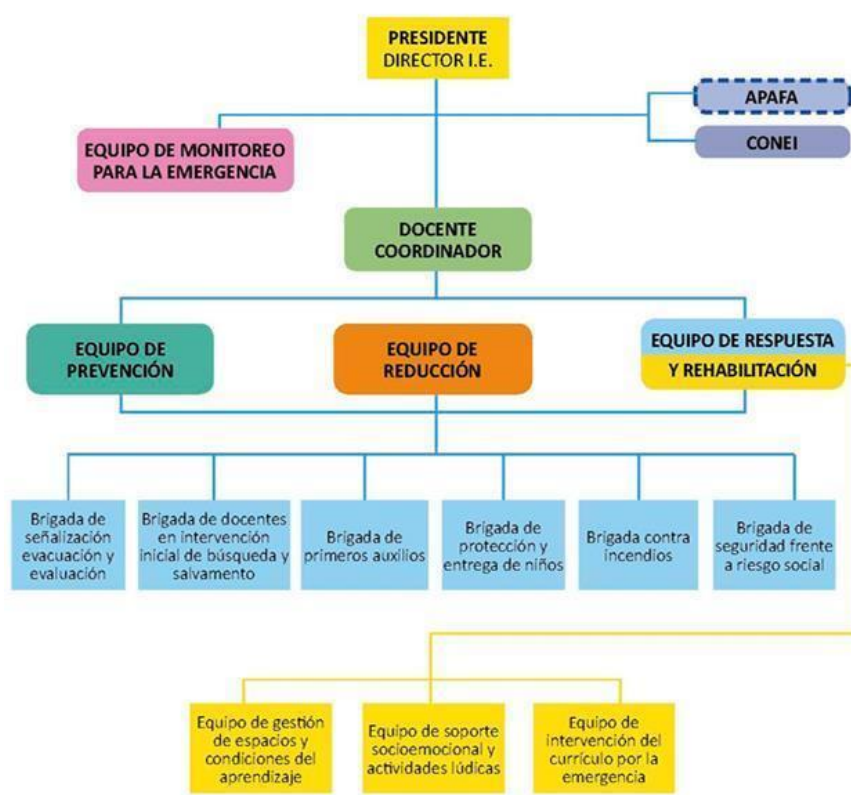 PRESIDENTE
DIRECTOR I.E.
APAFA
CONEI
EQUIPO DE MONITOREO
PARA LA EMERGENCIA
DOCENTE
COORDINADOR
EQUIPO DE
PREVENCIÓN
EQUIPO DE
REDUCCIÓN
EQUIPO DE RESPUESTA
Y REHABILITACIÓN
Brigada de
señalización
evacuación y
evaluación
Brigada de docentes
en intervención
inicial de búsqueda y
salvamento
Brigada de
primeros auxilios
Brigada de
protección y
entrega de niños
Brigada contra
incendios
Brigada de
seguridad frente
a riesgo social
Equipo de gestión
de espacios y
condiciones del
aprendizaje
Equipo de soporte
socioemocional y
actividades lúdicas
Equipo de
intervención del
currículo por la
emergencia